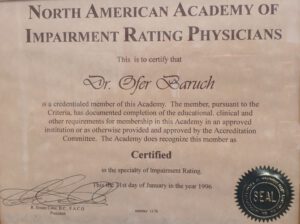 NORTH AMERICAN ACADEMY OF
IMPAIRMENT RATING PHYSICIANS
This is to certify that
Dr. Ofer Baruch
is a credentialed member of this Academy. The member, pursuant to the
Criteria, has documented completion of the educational, clinical and
other requirements for membership in this Academy in an approved
institution or as otherwise provided and approved by the Accreditation
Committee. The Academy does recognize this member as
Certified
in the specialty of Impairment Rating.
This the 31st day of January in the year 1996
President
SEAL